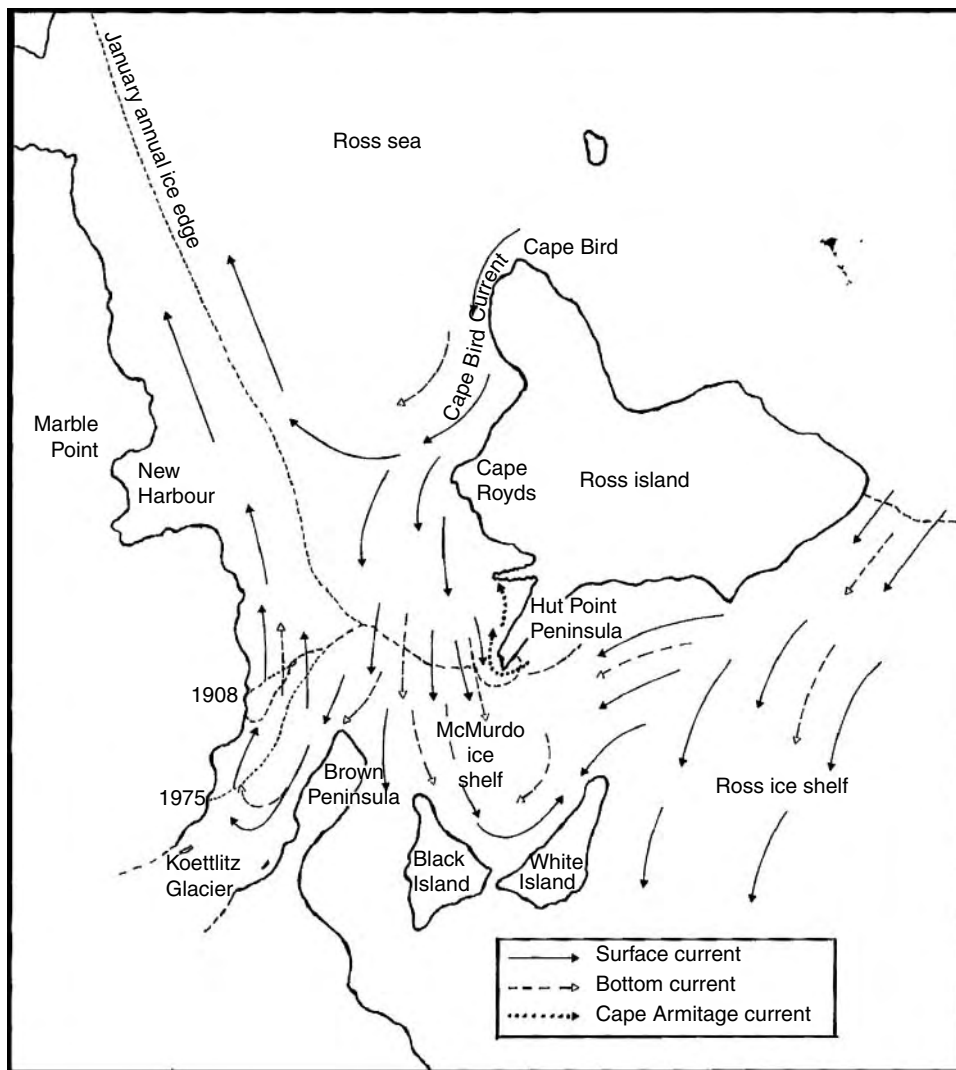 January annual ice edge
Ross sea
Cape Bird
Cape Bird Current
Marble
Point
New
Harbour
Cape
Royds
Ross island
Hut Point
Peninsula
1908
McMurdo
ice
shelf
Brown
Peninsula
1975
Ross ice shelf
Koettlitz
Glacier
Black
Island
White
Island
Surface current
Bottom current
Cape Armitage current